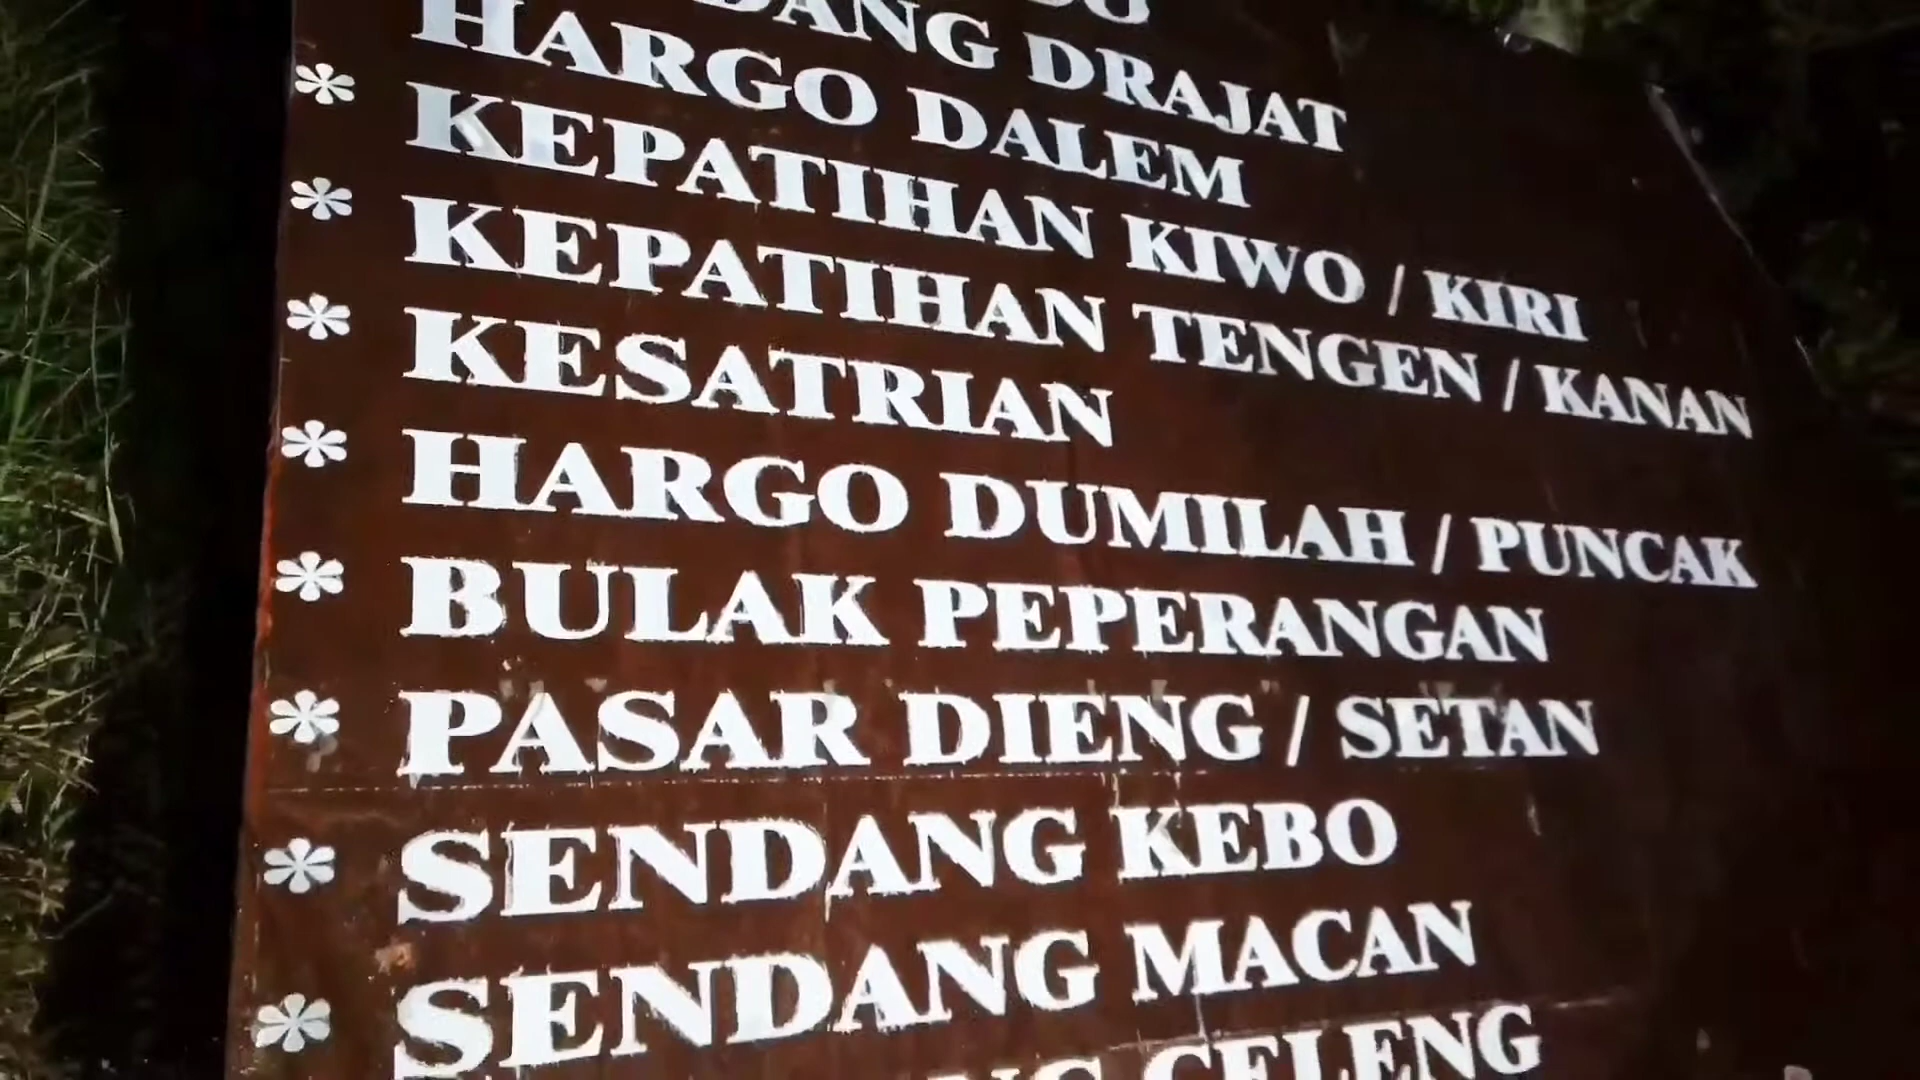 DRAJAT
HARGO DALEM
* KEPATIHAN KIWO / KIRI
* KEPATIHAN TENGEN / KANAN
* KESATRIAN
* HARGO DUMILAH / PUNCAK
* BULAK PEPERANGAN
* PASAR DIENG / SETAN
* SENDANG KEBO
* SENDANG MACAN
CELENG